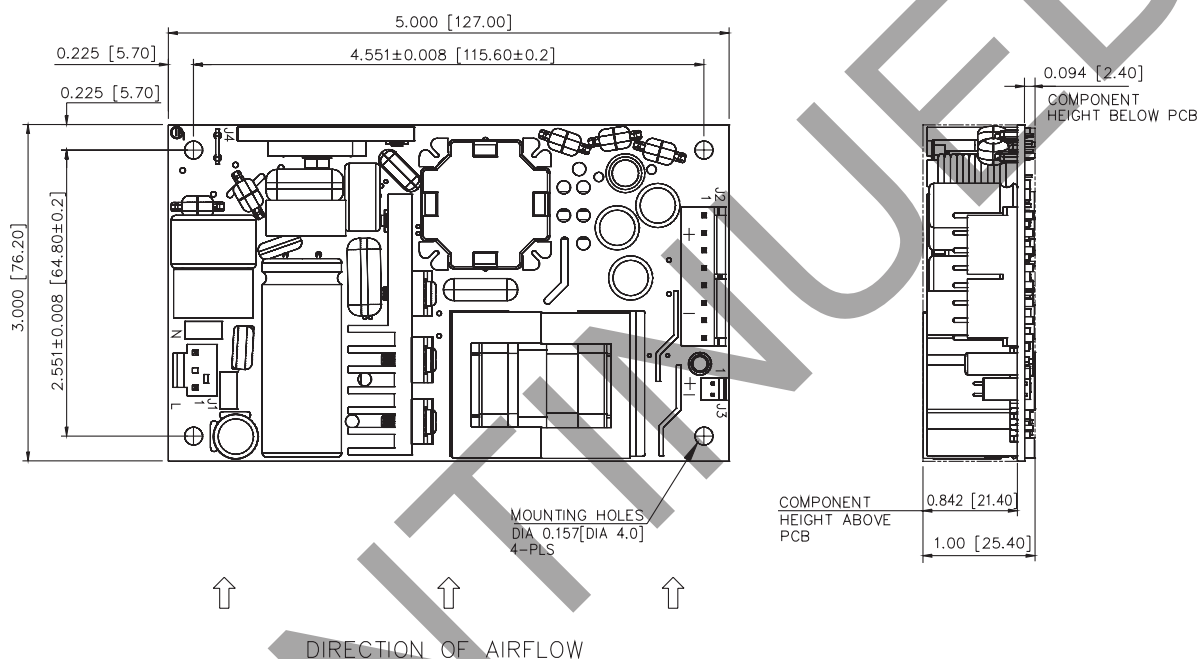 5.000 [127.00]
0.225 [5.70]
4.551±0.008 [115.60±0.2]
0.225 [5.70]
0.094 [2.40]
COMPONENT
HEIGHT BELOW PCB
J4
J2
1
+
3.000 [76.20]
2.551±0.008 [64.80±0.2]
–
N
1
+
–
L
J1
1
J3
MOUNTING HOLES
DIA 0.157[DIA 4.0]
4-PLS
COMPONENT
HEIGHT ABOVE
PCB
0.842 [21.40]
1.00 [25.40]
DIRECTION OF AIRFLOW
NTINUED